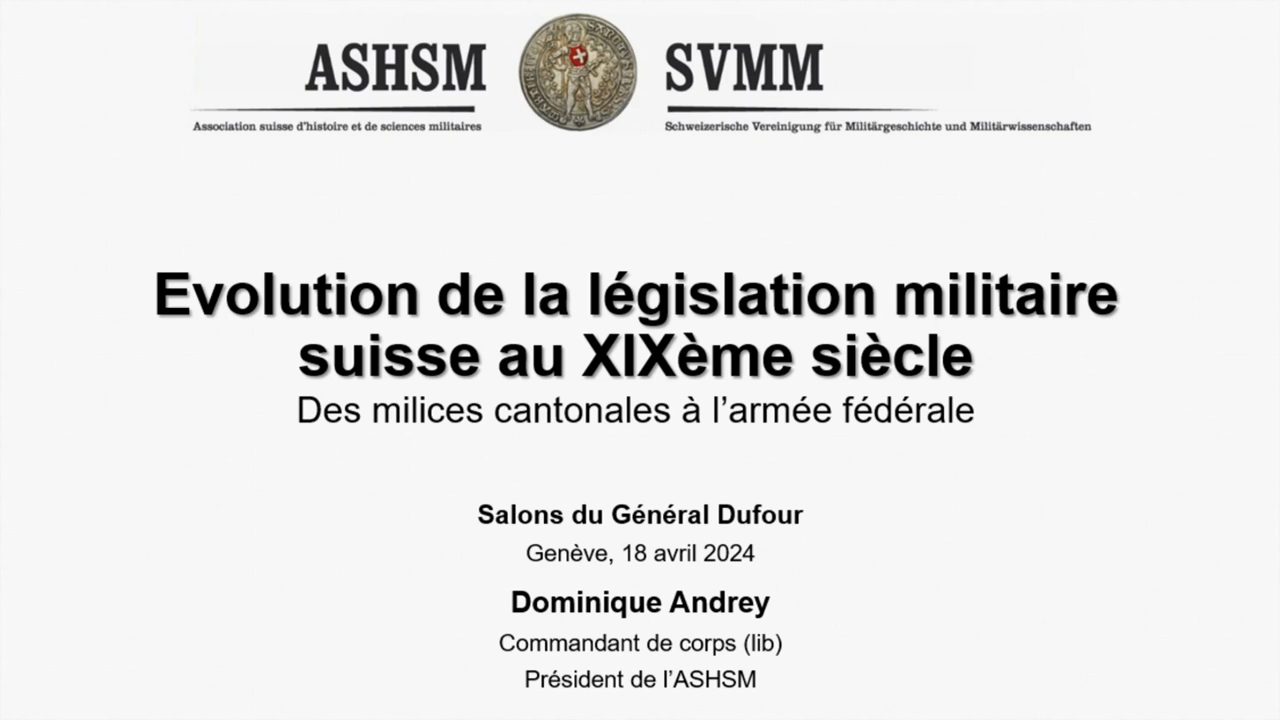 ASHSM
SVMM
Association suisse d'histoire et de sciences militaires
Schweizerische Vereinigung für Militärgeschichte und Militärwissenschaften
Evolution de la législation militaire
suisse au XIXème siècle
Des milices cantonales à l'armée fédérale
Salons du Général Dufour
Genève, 18 avril 2024
Dominique Andrey
Commandant de corps (lib)
Président de l'ASHSM